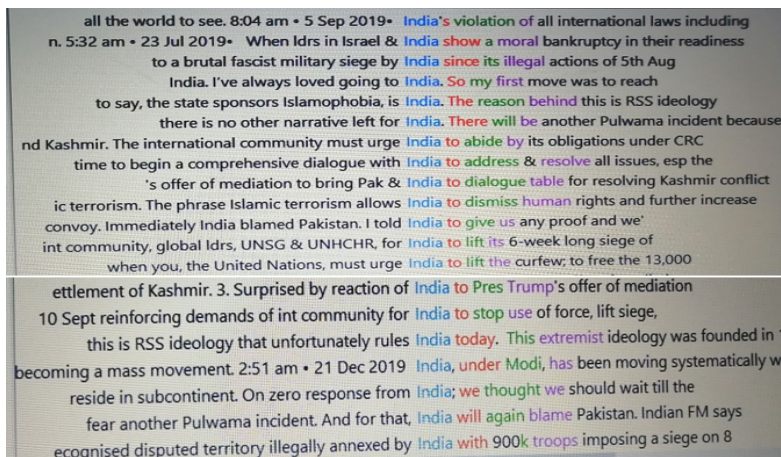 all the world to see. 8:04 am • 5 Sep 2019• India's violation of all international laws including
n. 5:32 am • 23 Jul 2019• When ldrs in Israel & India show a moral bankruptcy in their readiness
to a brutal fascist military siege by India since its illegal actions of 5th Aug
India. I've always loved going to India. So my first move was to reach
to say, the state sponsors Islamophobia, is India. The reason behind this is RSS ideology
there is no other narrative left for India. There will be another Pulwama incident because
nd Kashmir. The international community must urge India to abide by its obligations under CRC
time to begin a comprehensive dialogue with India to address & resolve all issues, esp the
's offer of mediation to bring Pak & India to dialogue table for resolving Kashmir conflict
ic terrorism. The phrase Islamic terrorism allows India to dismiss human rights and further increase
convoy. Immediately India blamed Pakistan. I told India to give us any proof and we'
int community, global ldrs, UNSG & UNHCHR, for India to lift its 6-week long siege of
when you, the United Nations, must urge India to lift the curfew; to free the 13,000
ettlement of Kashmir. 3. Surprised by reaction of India to Pres Trump's offer of mediation
10 Sept reinforcing demands of int community for India to stop use of force, lift siege,
this is RSS ideology that unfortunately rules India today. This extremist ideology was founded in
becoming a mass movement. 2:51 am • 21 Dec 2019 India, under Modi, has been moving systematically w
reside in subcontinent. On zero response from India; we thought we should wait till the
fear another Pulwama incident. And for that, India will again blame Pakistan. Indian FM says
ecognised disputed territory illegally annexed by India with 900k troops imposing a siege on 8